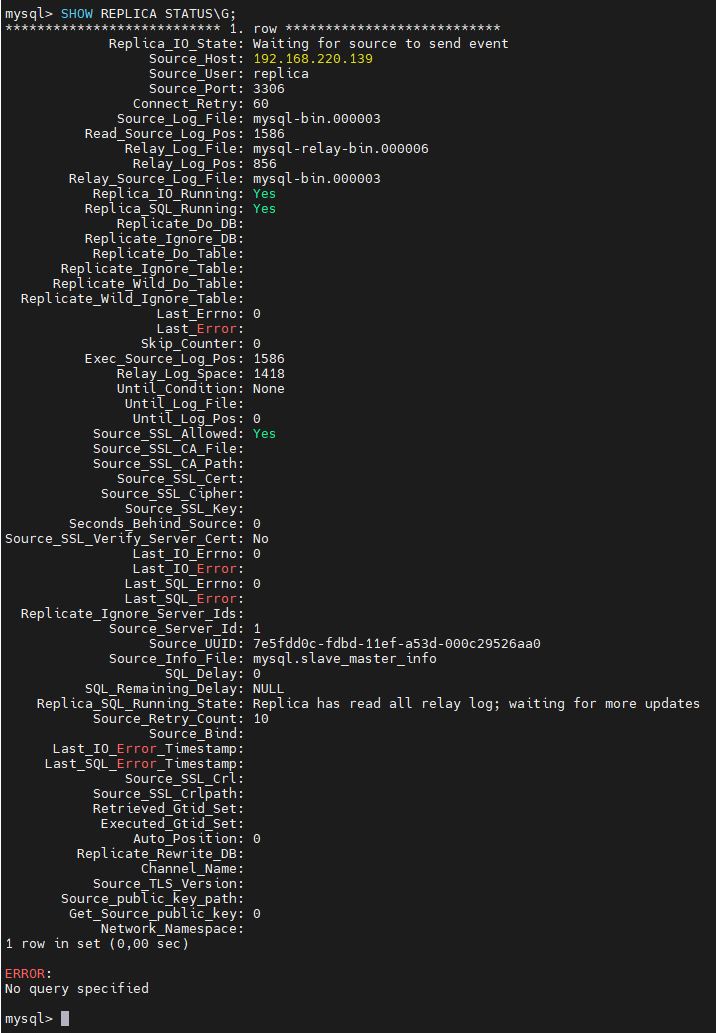 mysql> SHOW REPLICA STATUS\G;
*************************** 1. row ***************************
Replica_IO_State: Waiting for source to send event
Source_Host: 192.168.220.139
Source_User: replica
Source_Port: 3306
Connect_Retry: 60
Source_Log_File: mysql-bin.000003
Read_Source_Log_Pos: 1586
Relay_Log_File: mysql-relay-bin.000006
Relay_Log_Pos: 856
Relay_Source_Log_File: mysql-bin.000003
Replica_IO_Running: Yes
Replica_SQL_Running: Yes
Replicate_Do_DB:
Replicate_Ignore_DB:
Replicate_Do_Table:
Replicate_Ignore_Table:
Replicate_Wild_Do_Table:
Replicate_Wild_Ignore_Table:
Last_Errno: 0
Last_Error:
Skip_Counter: 0
Exec_Source_Log_Pos: 1586
Relay_Log_Space: 1418
Until_Condition: None
Until_Log_File:
Until_Log_Pos: 0
Source_SSL_Allowed: Yes
Source_SSL_CA_File:
Source_SSL_CA_Path:
Source_SSL_Cert:
Source_SSL_Cipher:
Source_SSL_Key:
Seconds_Behind_Source: 0
Source_SSL_Verify_Server_Cert: No
Last_IO_Errno: 0
Last_IO_Error:
Last_SQL_Errno: 0
Last_SQL_Error:
Replicate_Ignore_Server_Ids:
Source_Server_Id: 1
Source_UUID: 7e5fdd0c-fdbd-11ef-a53d-000c29526aa0
Source_Info_File: mysql.slave_master_info
SQL_Delay: 0
SQL_Remaining_Delay: NULL
Replica_SQL_Running_State: Replica has read all relay log; waiting for more updates
Source_Retry_Count: 10
Source_Bind:
Last_IO_Error_Timestamp:
Last_SQL_Error_Timestamp:
Source_SSL_Crl:
Source_SSL_Crlpath:
Retrieved_Gtid_Set:
Executed_Gtid_Set:
Auto_Position: 0
Replicate_Rewrite_DB:
Channel_Name:
Source_TLS_Version:
Source_public_key_path:
Get_Source_public_key: 0
Network_Namespace:
1 row in set (0,00 sec)
ERROR:
No query specified
mysql>